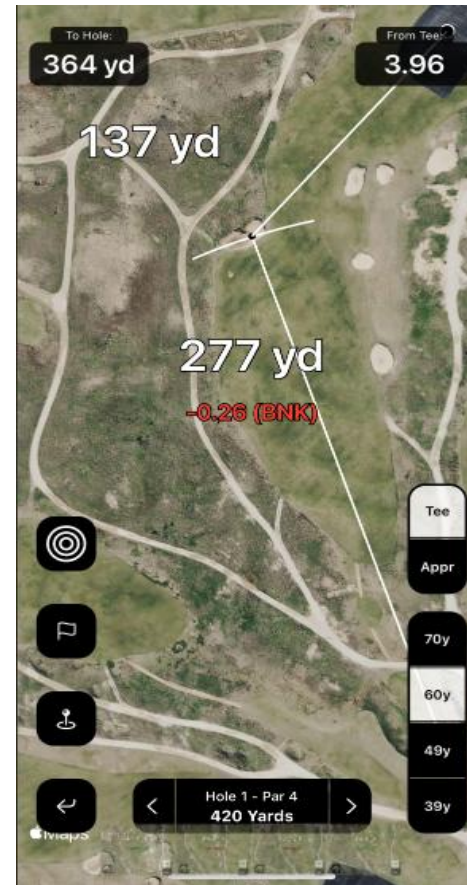 To Hole:
364 yd
From Tee:
3.96
137 yd
277 yd
-0.26 (BNK)
Tee
Appr
70y
60y
49y
39y
Hole 1 - Par 4
420 Yards
Maps